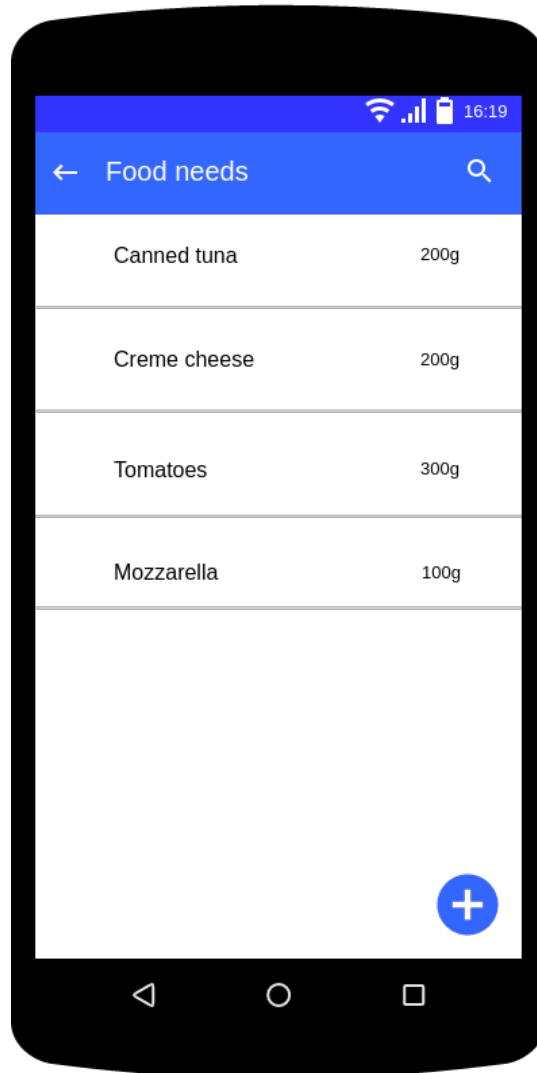 16:19
Food needs
Canned tuna 200g
Creme cheese 200g
Tomatoes 300g
Mozzarella 100g